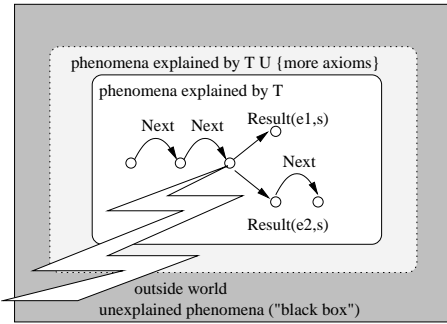 phenomena explained by T U {more axioms}
phenomena explained by T
Result(e1,s)
Next Next
Next
Result(e2,s)
outside world
unexplained phenomena ("black box")